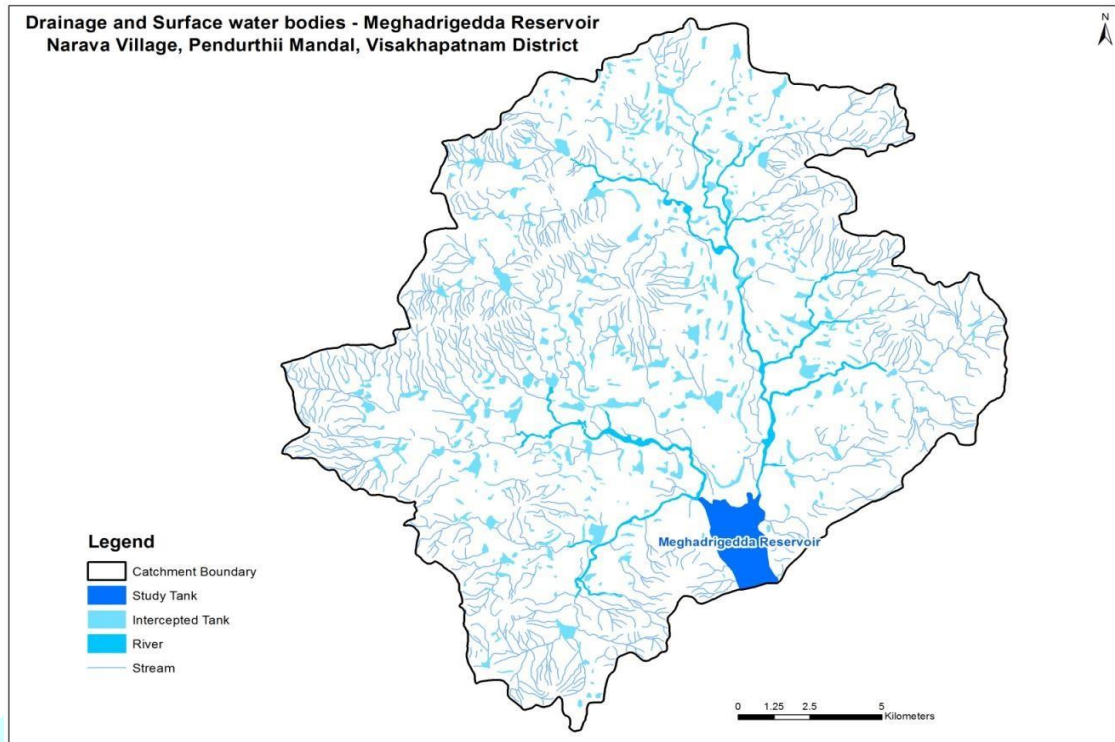 Drainage and Surface water bodies - Meghadrigedda Reservoir
Narava Village, Pendurthii Mandal, Visakhapatnam District
N
Meghadrigedda Reservoir
Legend
Catchment Boundary
Study Tank
Intercepted Tank
River
Stream
0 1.25 2.5 5
Kilometers